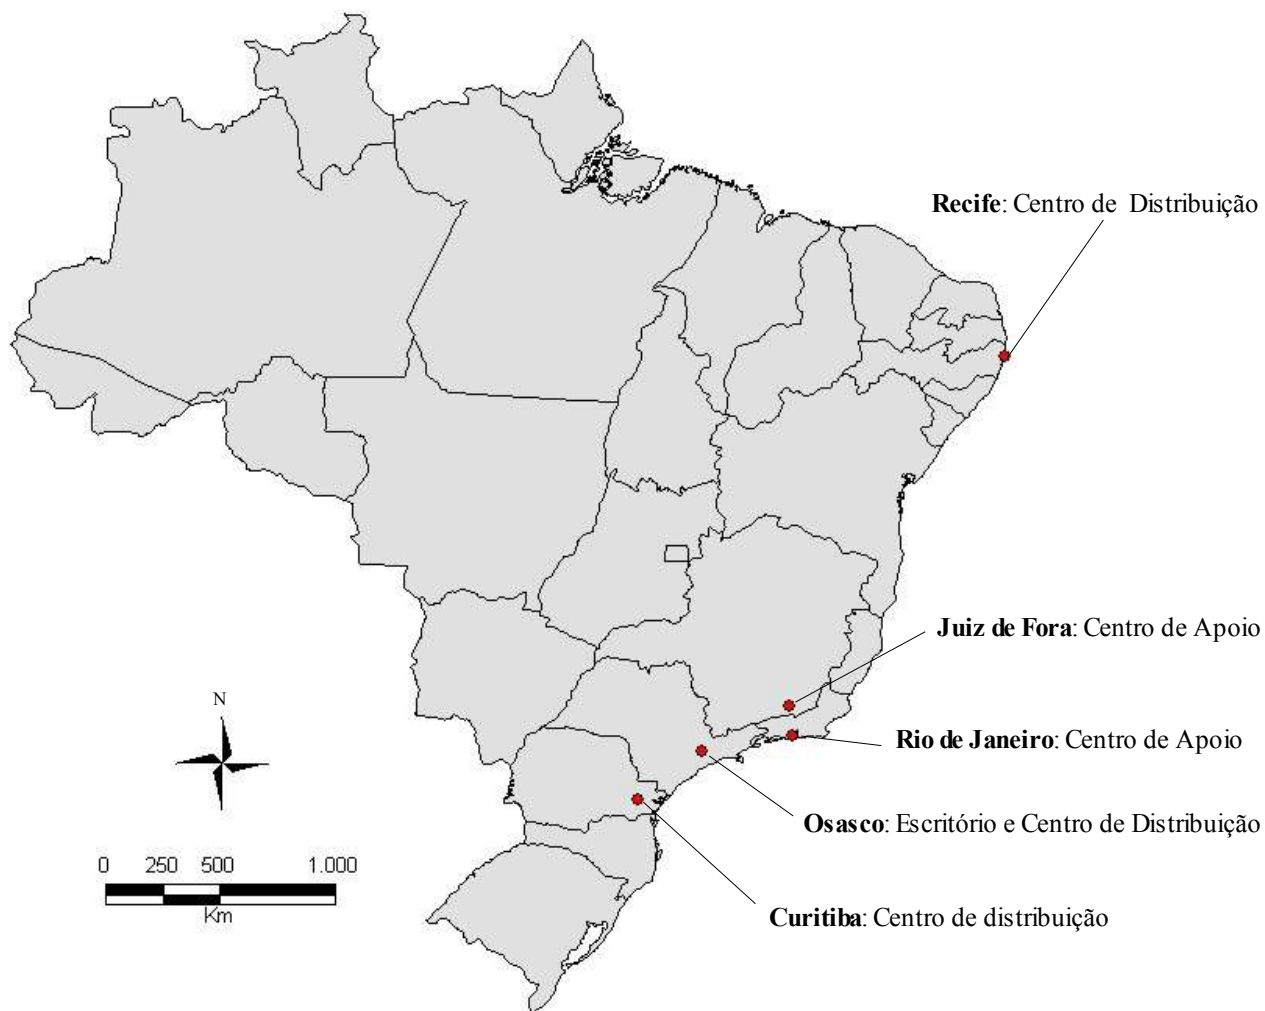 Recife: Centro de Distribuição
Juiz de Fora: Centro de Apoio
N
Rio de Janeiro: Centro de Apoio
Osasco: Escritório e Centro de Distribuição
0 250 500 1.000
Km
Curitiba: Centro de distribuição